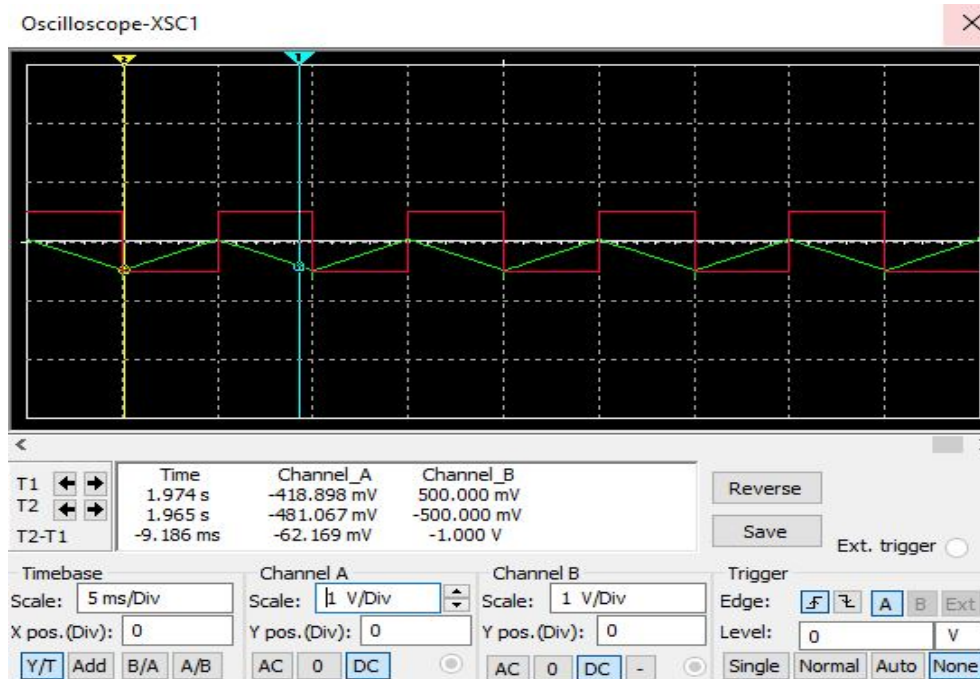 Oscilloscope-XSC1
2
1
Time Channel_A Channel_B
T1 1.974 s -418.898 mV 500.000 mV
T2 1.965 s -481.067 mV -500.000 mV
T2-T1 -9.186 ms -62.169 mV -1.000 V
Reverse
Save
Ext. trigger
Timebase Channel A Channel B Trigger
Scale: 5 ms/Div Scale: 1 V/Div Scale: 1 V/Div Edge: A B Ext
X pos.(Div): 0 Y pos.(Div): 0 Y pos.(Div): 0 Level: 0 V
Y/T Add B/A A/B AC 0 DC AC 0 DC - Single Normal Auto None